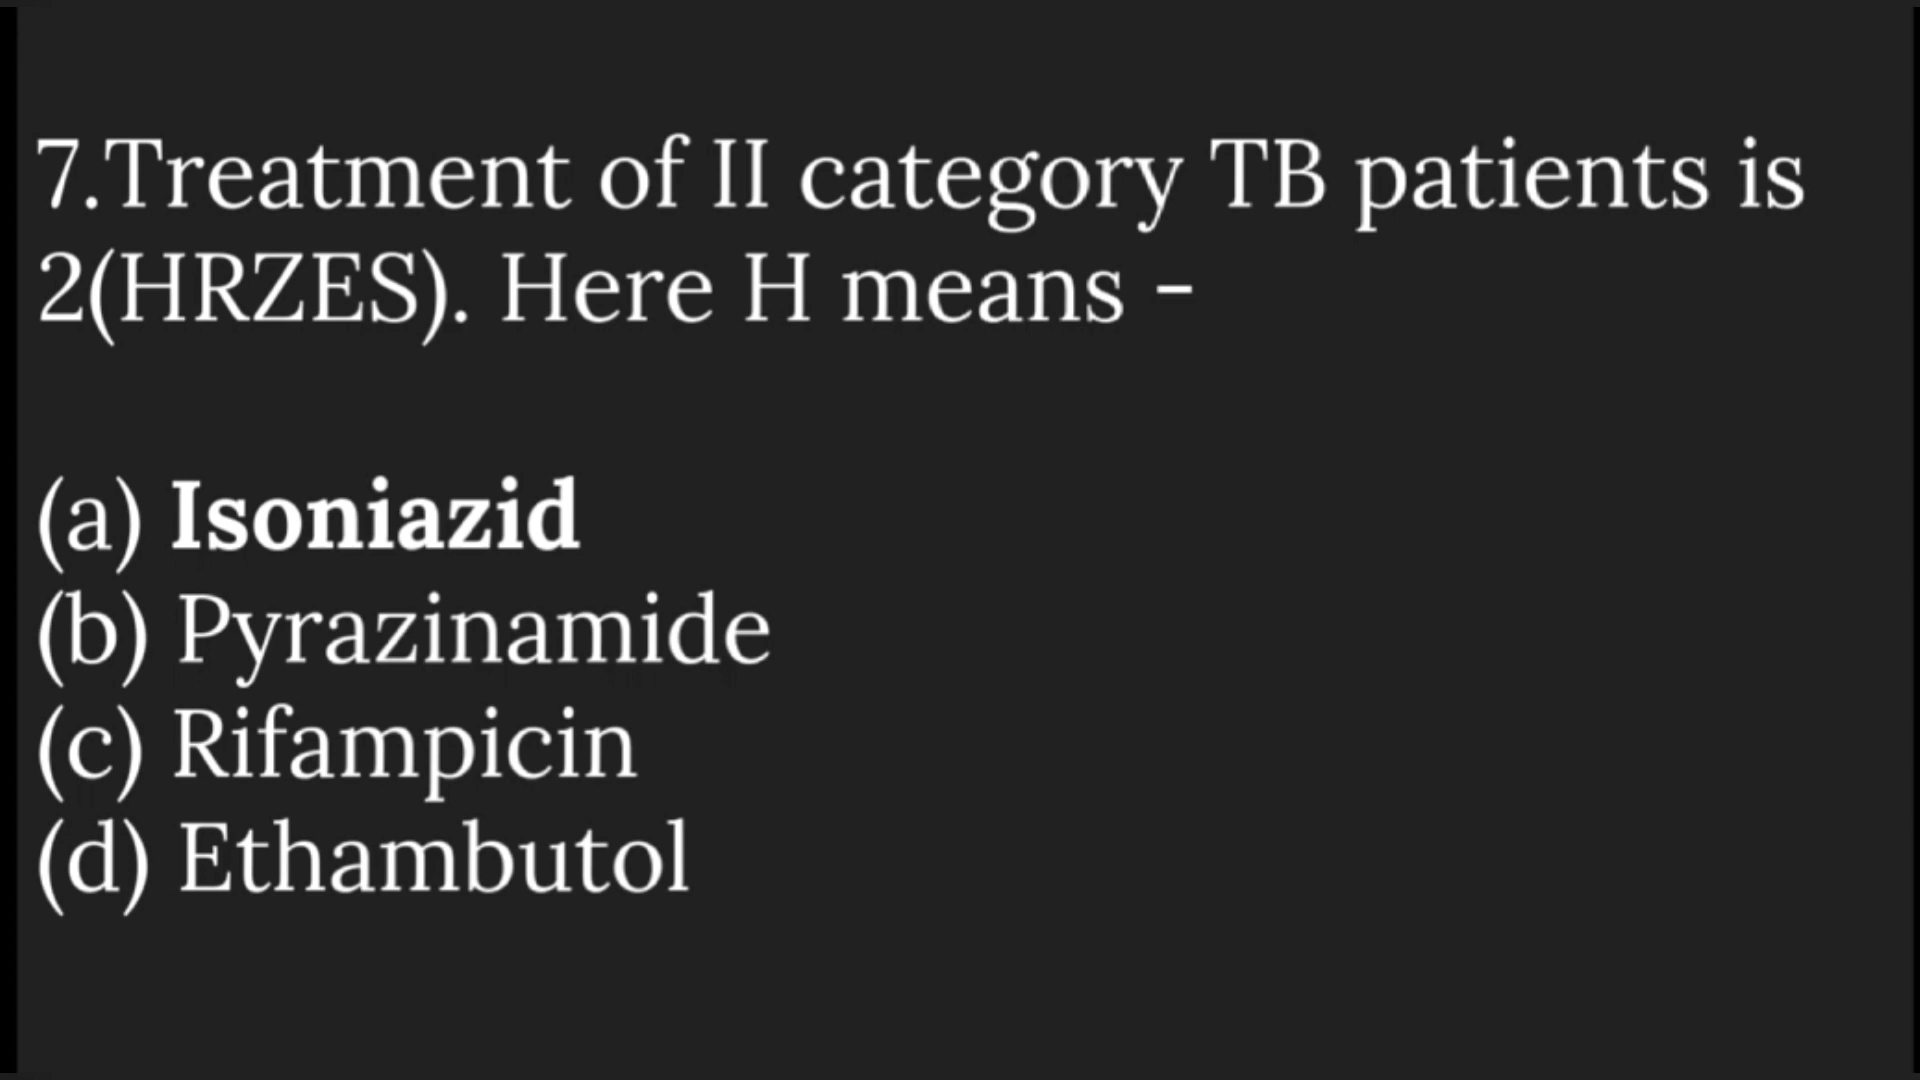 7.Treatment of II category TB patients is
2(HRZES). Here H means -
(a) Isoniazid
(b) Pyrazinamide
(c) Rifampicin
(d) Ethambutol